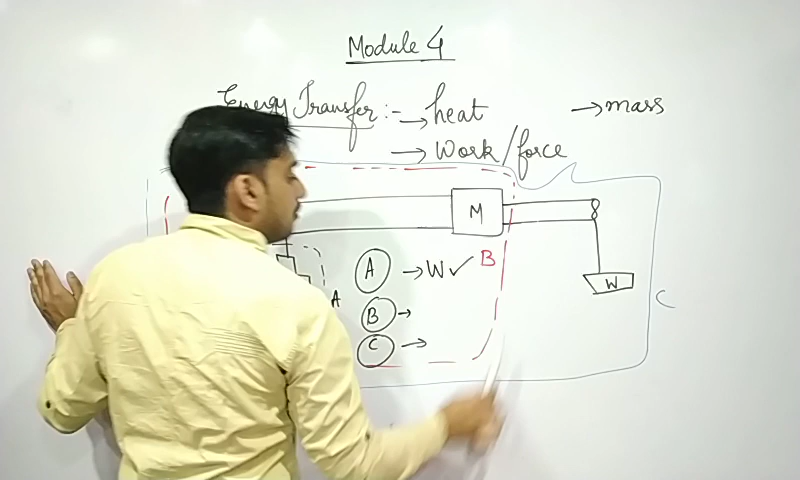 Module 4
Energy Transfer :- → heat → mass
→ Work/force
M
A → W ✓ B
A W C
B →
C →